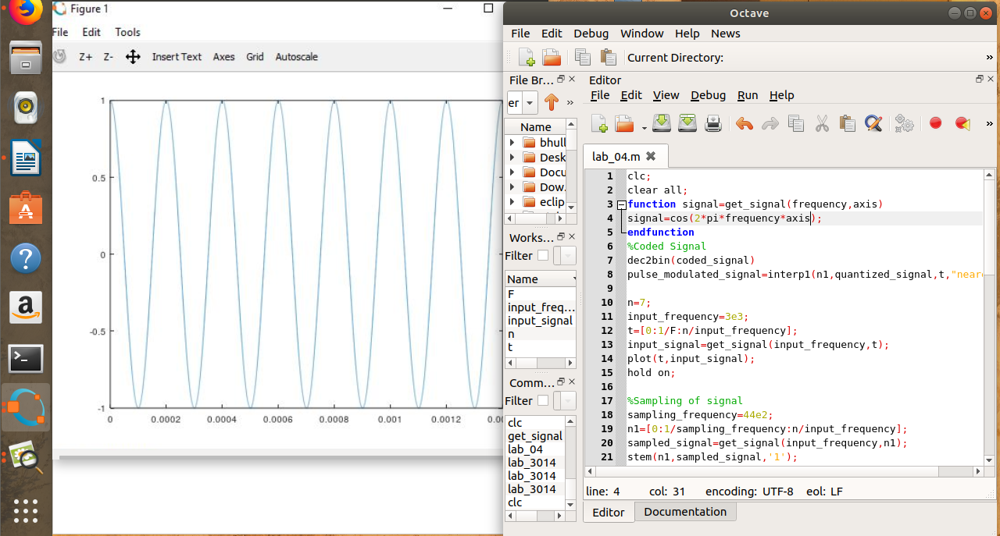 Figure 1
File Edit Tools
Z+ Z- Insert Text Axes Grid Autoscale
1
0.5
0
-0.5
-1
0 0.0002 0.0004 0.0006 0.0008 0.001 0.0012 0.00
Octave
File Edit Debug Window Help News
Current Directory:
»
File Br...
er
»
Name
bhull
Desk
Docu
Dow.
eclip
Works...
Filter
Name
F
input_freq...
input_signal
n
t
Comm...
Filter
clc
get_signal
lab_04
lab_3014
lab_3014
lab_3014
clc
Editor
File Edit View Debug Run Help
»
lab_04.m
1 clc;
2 clear all;
3 function signal=get_signal(frequency,axis)
4 signal=cos(2*pi*frequency*axis);
5 endfunction
6 %Coded Signal
7 dec2bin(coded_signal)
8 pulse_modulated_signal=interp1(n1,quantized_signal,t,"near
9
10 n=7;
11 input_frequency=3e3;
12 t=[0:1/F:n/input_frequency];
13 input_signal=get_signal(input_frequency,t);
14 plot(t,input_signal);
15 hold on;
16
17 %Sampling of signal
18 sampling_frequency=44e2;
19 n1=[0:1/sampling_frequency:n/input_frequency];
20 sampled_signal=get_signal(input_frequency,n1);
21 stem(n1,sampled_signal,'1');
line: 4 col: 31 encoding: UTF-8 eol: LF
Editor Documentation